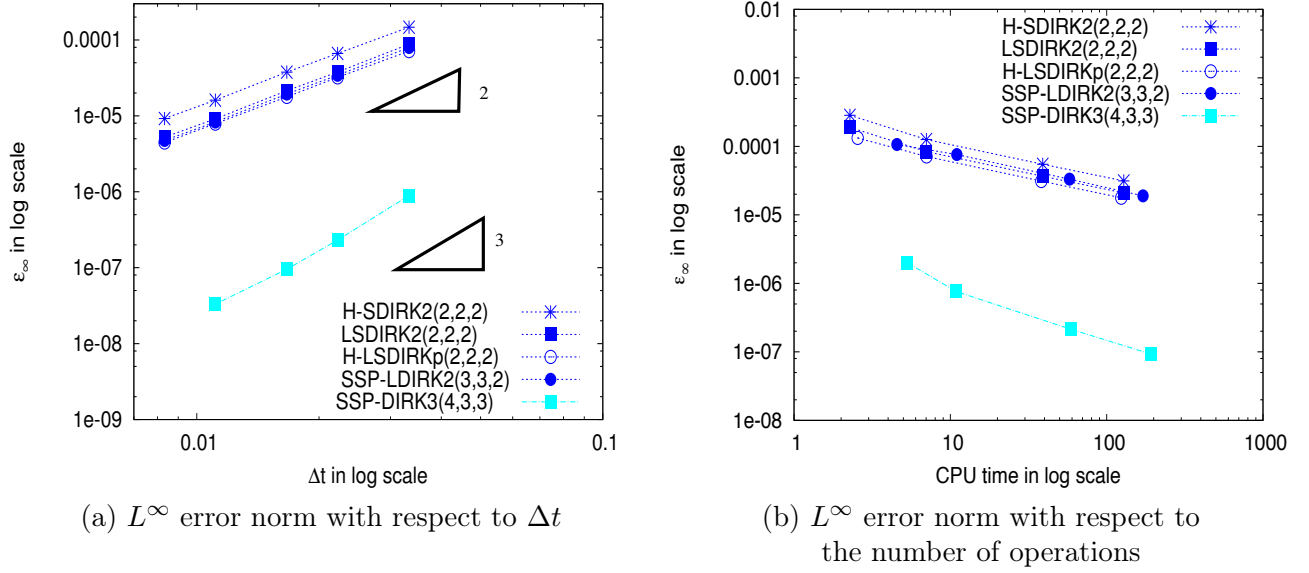 0.0001
1e-05
1e-06
1e-07
1e-08
1e-09
0.01
0.1
ε∞ in log scale
Δt in log scale
2
3
H-SDIRK2(2,2,2)
LSDIRK2(2,2,2)
H-LSDIRKp(2,2,2)
SSP-LDIRK2(3,3,2)
SSP-DIRK3(4,3,3)
(a) L∞ error norm with respect to Δt
0.01
0.001
0.0001
1e-05
1e-06
1e-07
1e-08
1
10
100
1000
ε∞ in log scale
CPU time in log scale
H-SDIRK2(2,2,2)
LSDIRK2(2,2,2)
H-LSDIRKp(2,2,2)
SSP-LDIRK2(3,3,2)
SSP-DIRK3(4,3,3)
(b) L∞ error norm with respect to
the number of operations